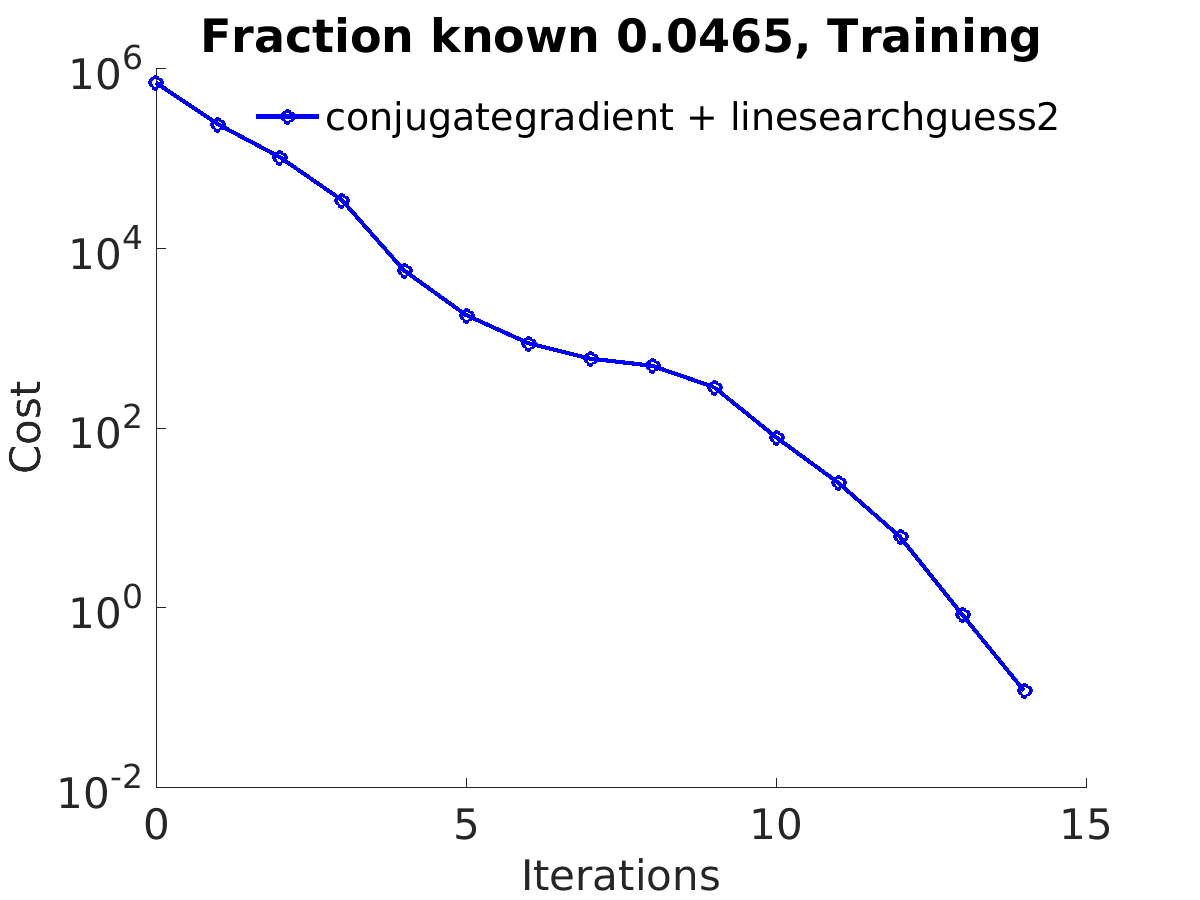 Fraction known 0.0465, Training
conjugategradient + linesearchguess2
10^6
10^4
10^2
10^0
10^-2
Cost
0 5 10 15
Iterations